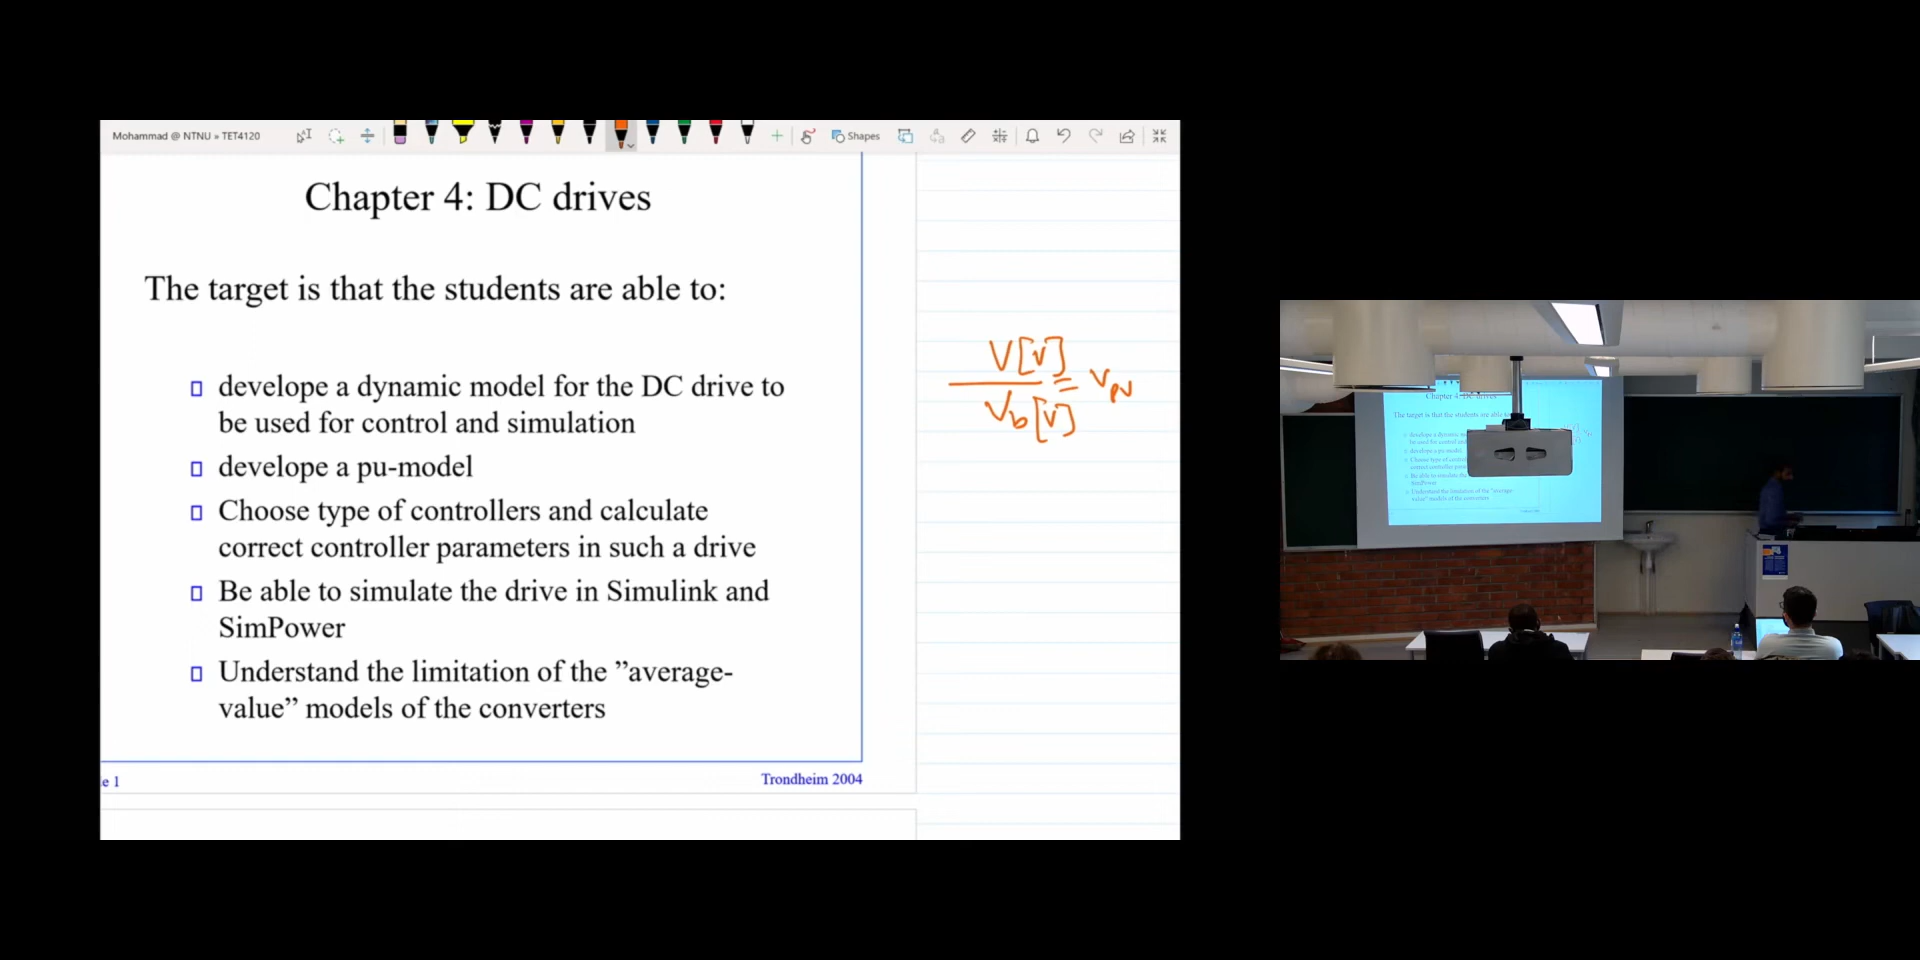 Mohammad @ NTNU » TET4120
Shapes
Chapter 4: DC drives
The target is that the students are able to:
develope a dynamic model for the DC drive to
be used for control and simulation
develope a pu-model
Choose type of controllers and calculate
correct controller parameters in such a drive
Be able to simulate the drive in Simulink and
SimPower
Understand the limitation of the ”average-
value” models of the converters
e 1
Trondheim 2004
V[v]
= vpu
Vb[v]